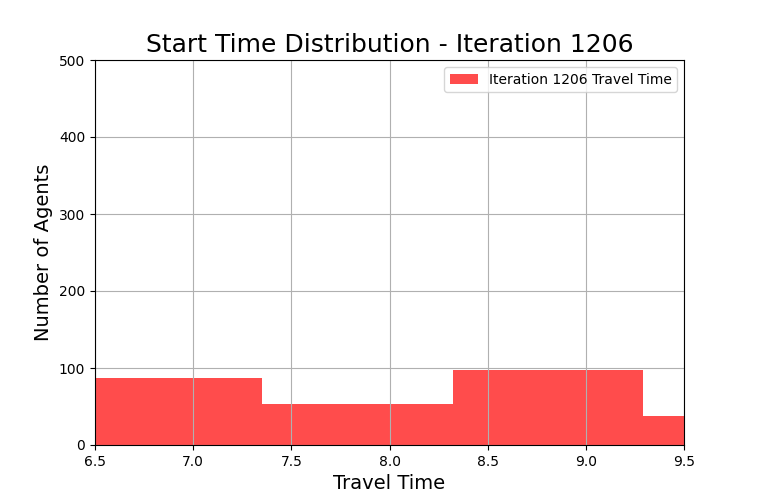 Start Time Distribution - Iteration 1206
500
Iteration 1206 Travel Time
400
300
200
100
0
Number of Agents
6.5 7.0 7.5 8.0 8.5 9.0 9.5
Travel Time